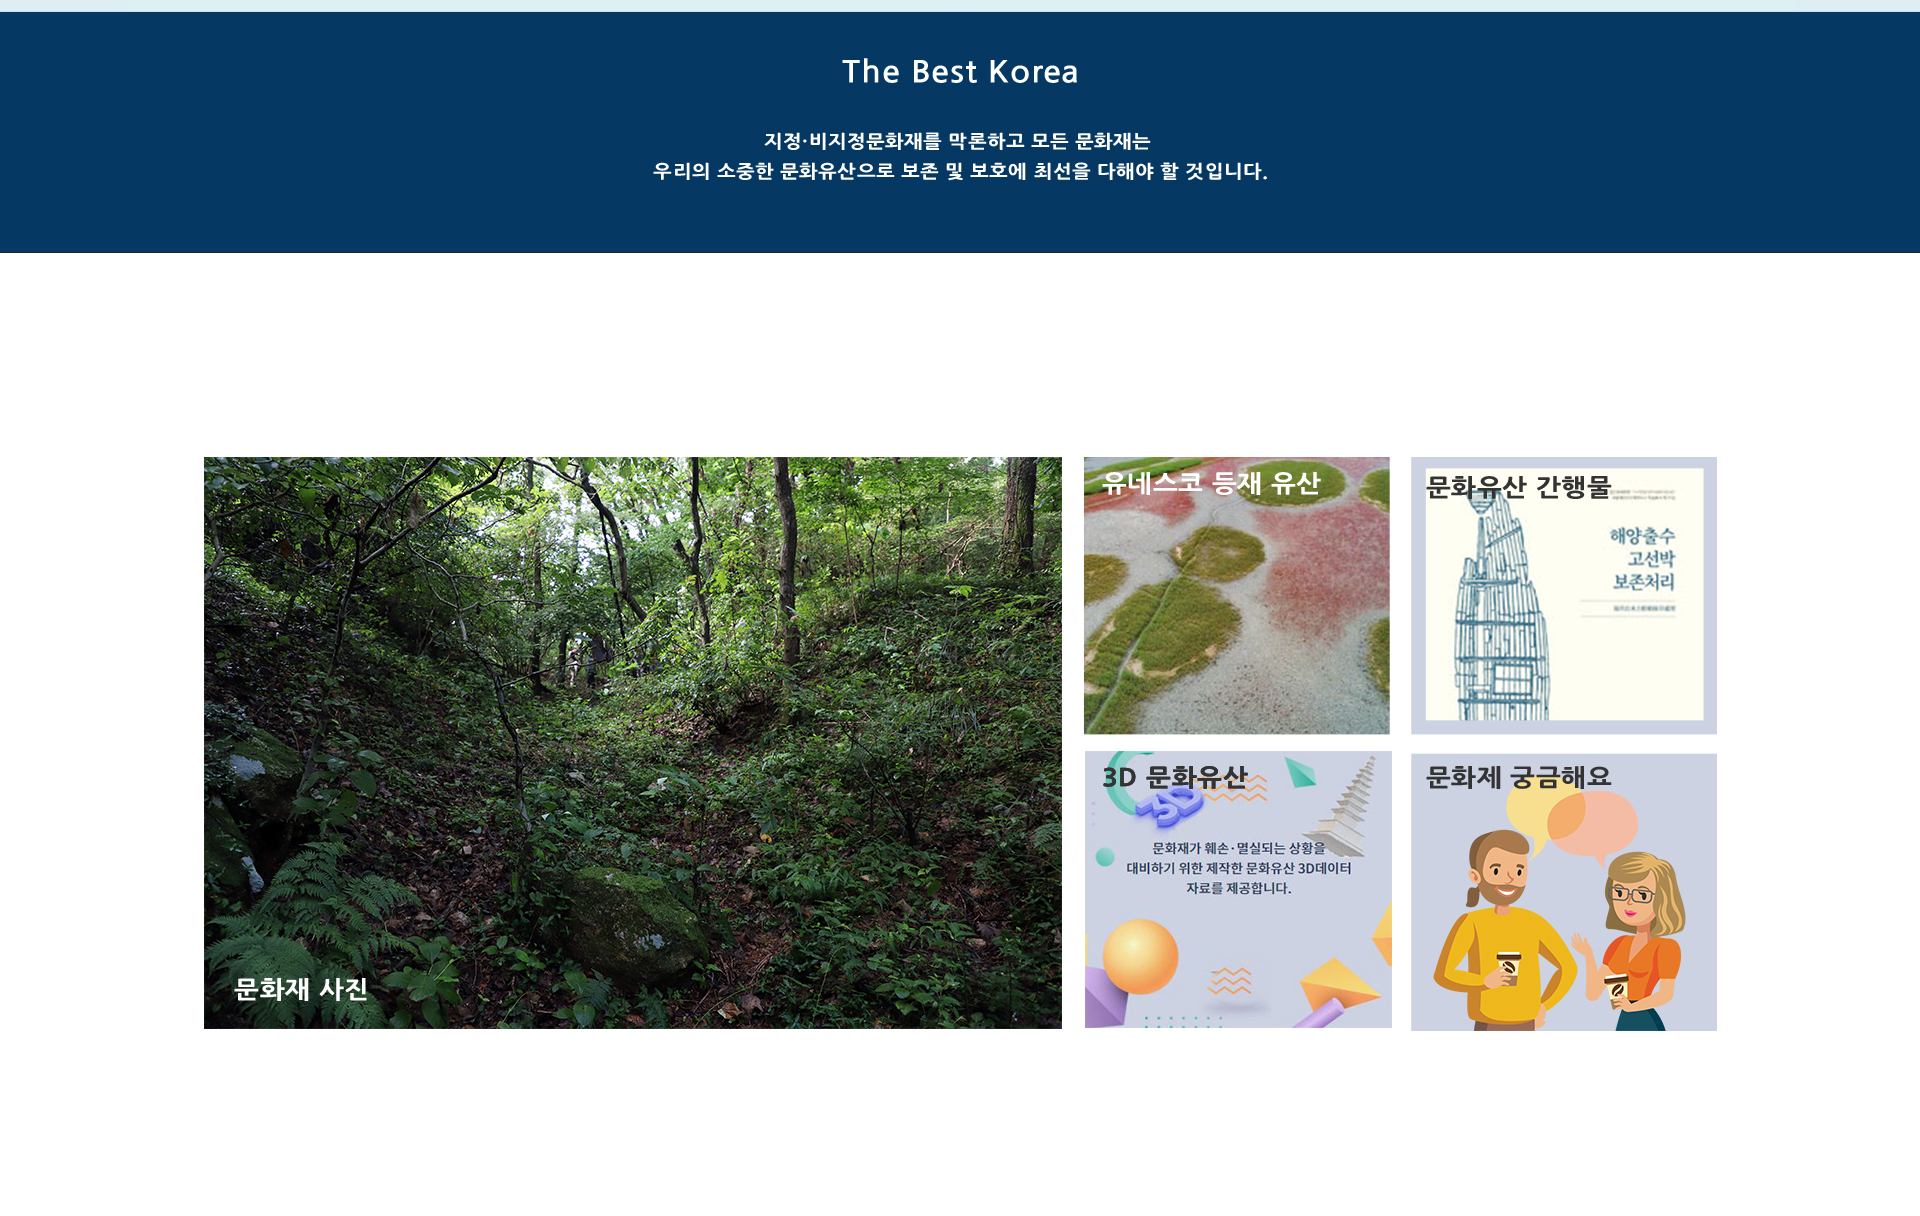 The Best Korea
지정·비지정문화재를 막론하고 모든 문화재는
우리의 소중한 문화유산으로 보존 및 보호에 최선을 다해야 할 것입니다.
유네스코 등재 유산
문화유산 간행물
해양출수
고선박
보존처리
3D 문화유산
3D
문화재가 훼손·멸실되는 상황을
대비하기 위한 제작한 문화유산 3D데이터
자료를 제공합니다.
문화제 궁금해요
문화재 사진